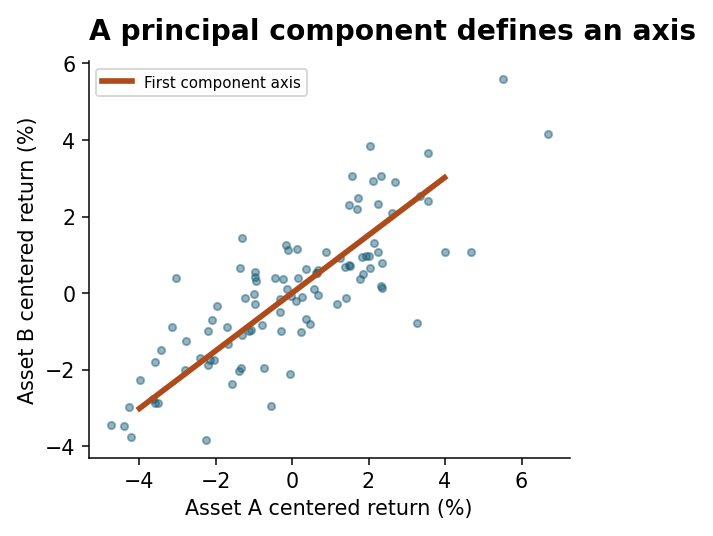 A principal component defines an axis
First component axis
Asset B centered return (%)
6
4
2
0
−2
−4
−4 −2 0 2 4 6
Asset A centered return (%)